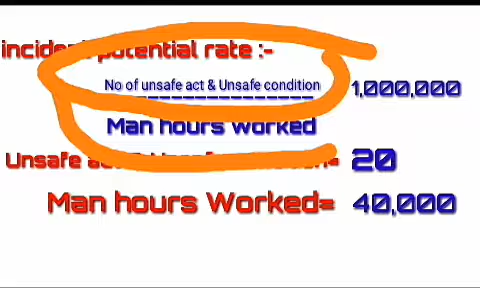 incident potential rate :-
No of unsafe act & Unsafe condition 1,000,000
Man hours worked
Unsafe 20
Man hours Worked= 40,000